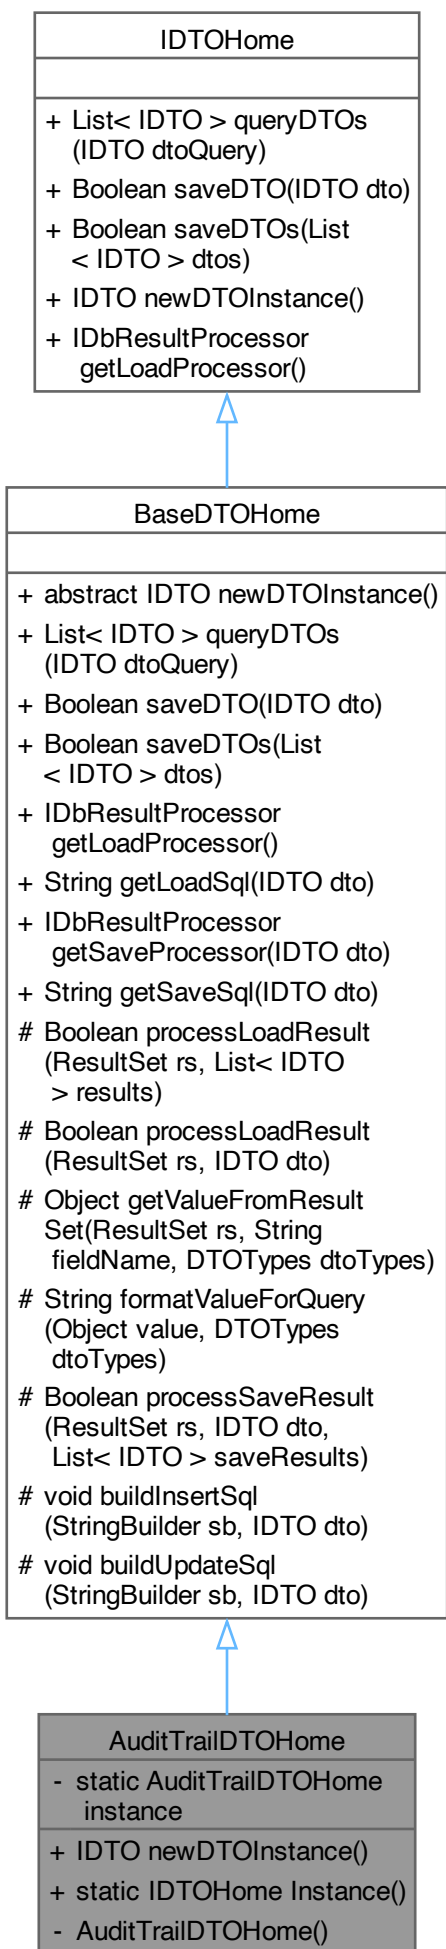 IDTOHome
+ List< IDTO > queryDTOs
(IDTO dtoQuery)
+ Boolean saveDTO(IDTO dto)
+ Boolean saveDTOs(List
< IDTO > dtos)
+ IDTO newDTOInstance()
+ IDbResultProcessor
getLoadProcessor()
BaseDTOHome
+ abstract IDTO newDTOInstance()
+ List< IDTO > queryDTOs
(IDTO dtoQuery)
+ Boolean saveDTO(IDTO dto)
+ Boolean saveDTOs(List
< IDTO > dtos)
+ IDbResultProcessor
getLoadProcessor()
+ String getLoadSql(IDTO dto)
+ IDbResultProcessor
getSaveProcessor(IDTO dto)
+ String getSaveSql(IDTO dto)
# Boolean processLoadResult
(ResultSet rs, List< IDTO
> results)
# Boolean processLoadResult
(ResultSet rs, IDTO dto)
# Object getValueFromResult
Set(ResultSet rs, String
fieldName, DTOTypes dtoTypes)
# String formatValueForQuery
(Object value, DTOTypes
dtoTypes)
# Boolean processSaveResult
(ResultSet rs, IDTO dto,
List< IDTO > saveResults)
# void buildInsertSql
(StringBuilder sb, IDTO dto)
# void buildUpdateSql
(StringBuilder sb, IDTO dto)
AuditTrailDTOHome
- static AuditTrailDTOHome
instance
+ IDTO newDTOInstance()
+ static IDTOHome Instance()
- AuditTrailDTOHome()